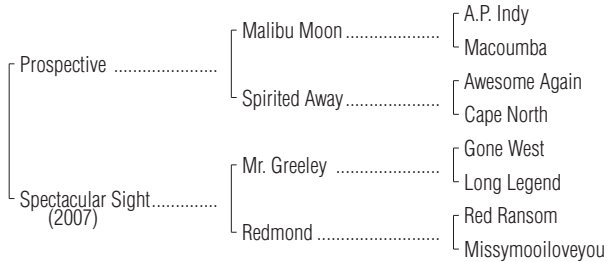 A.P. Indy
Malibu Moon ....................
Macoumba
Prospective .....................
Awesome Again
Spirited Away....................
Cape North
Gone West
Mr. Greeley .....................
Long Legend
Spectacular Sight.............
(2007)
Red Ransom
Redmond .........................
Missymooiloveyou